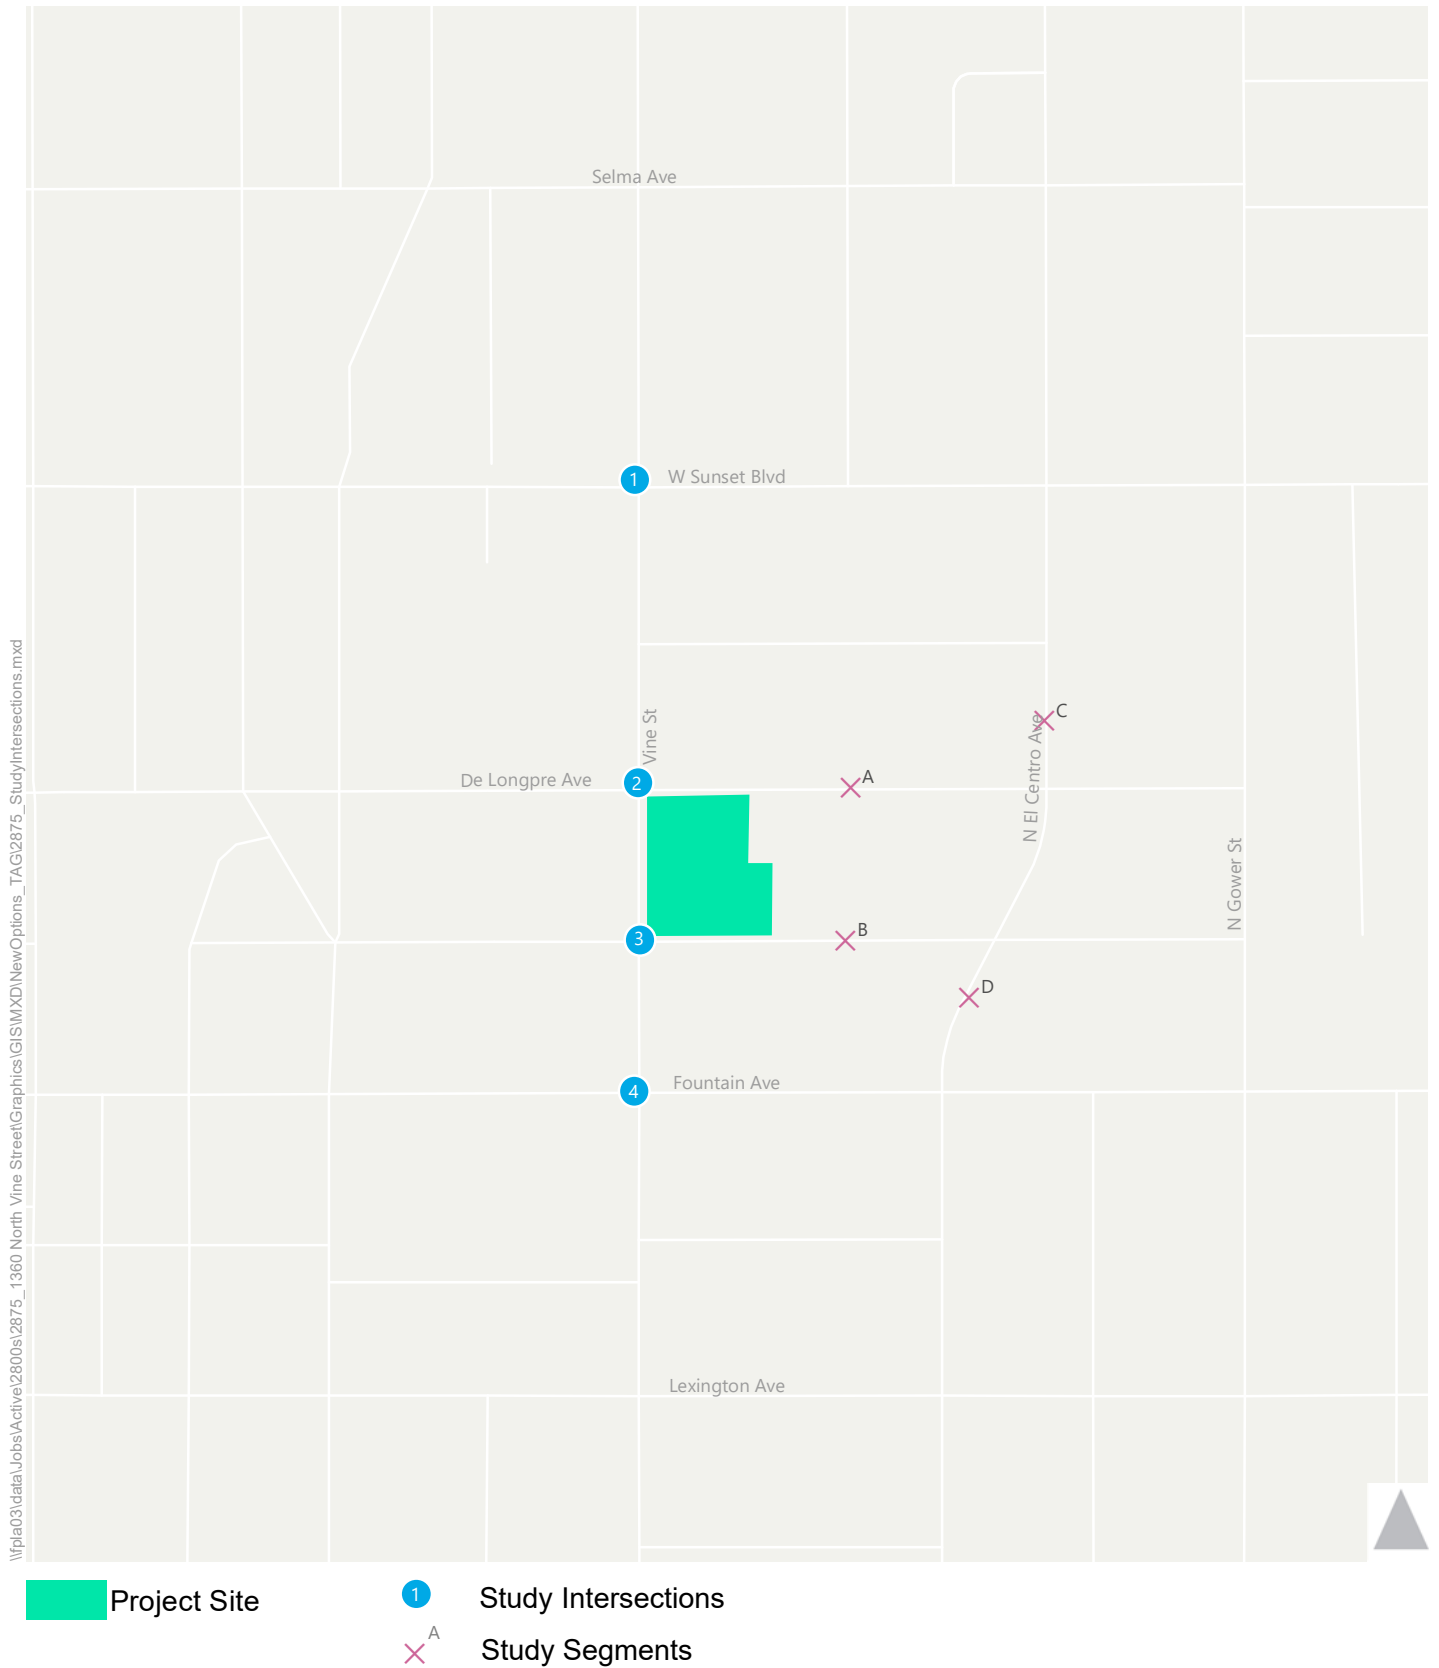 Selma Ave
1
W Sunset Blvd
Vine St
C
De Longpre Ave
2
A
N El Centro Ave
N Gower St
3
B
D
4
Fountain Ave
Lexington Ave
\\fpla03\data\Jobs\Active\2800s\2875_1360 North Vine Street\Graphics\GIS\MXD\NewOptions_TAG\2875_StudyIntersections.mxd
Project Site
1
Study Intersections
A
Study Segments